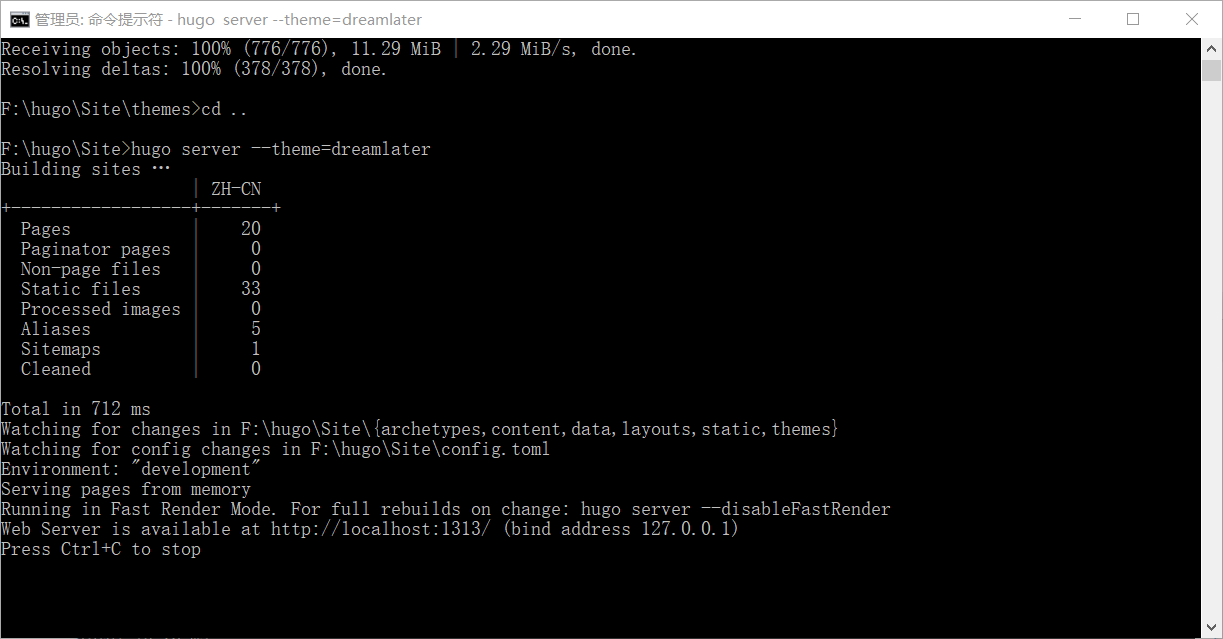 管理员: 命令提示符 - hugo  server --theme=dreamlater
Receiving objects: 100% (776/776), 11.29 MiB | 2.29 MiB/s, done.
Resolving deltas: 100% (378/378), done.
F:\hugo\Site\themes>cd ..
F:\hugo\Site>hugo server --theme=dreamlater
Building sites …
                   | ZH-CN
+------------------+-------+
  Pages            |    20
  Paginator pages  |     0
  Non-page files   |     0
  Static files     |    33
  Processed images |     0
  Aliases          |     5
  Sitemaps         |     1
  Cleaned          |     0
Total in 712 ms
Watching for changes in F:\hugo\Site\{archetypes,content,data,layouts,static,themes}
Watching for config changes in F:\hugo\Site\config.toml
Environment: "development"
Serving pages from memory
Running in Fast Render Mode. For full rebuilds on change: hugo server --disableFastRender
Web Server is available at http://localhost:1313/ (bind address 127.0.0.1)
Press Ctrl+C to stop